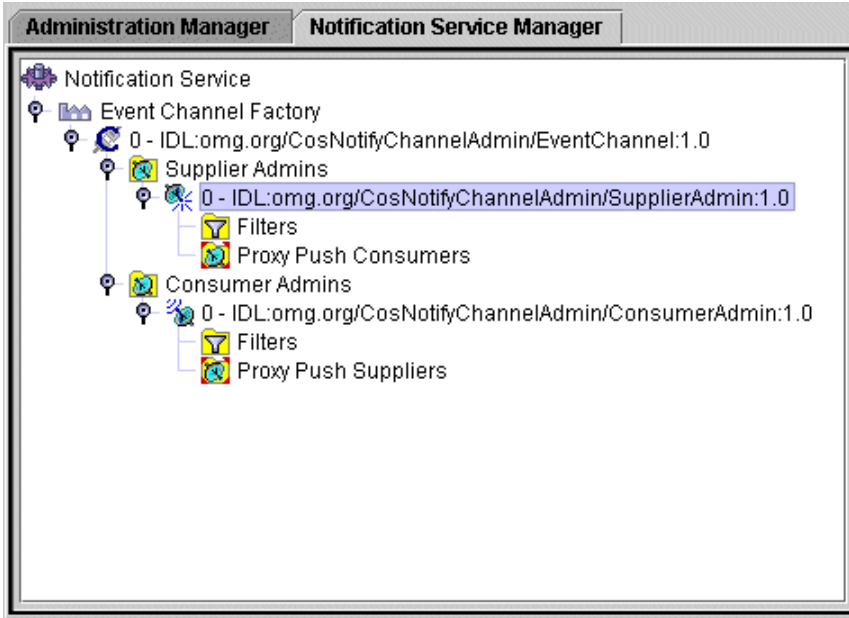 Administration Manager Notification Service Manager
Notification Service
Event Channel Factory
0 - IDL:omg.org/CosNotifyChannelAdmin/EventChannel:1.0
Supplier Admins
0 - IDL:omg.org/CosNotifyChannelAdmin/SupplierAdmin:1.0
Filters
Proxy Push Consumers
Consumer Admins
0 - IDL:omg.org/CosNotifyChannelAdmin/ConsumerAdmin:1.0
Filters
Proxy Push Suppliers